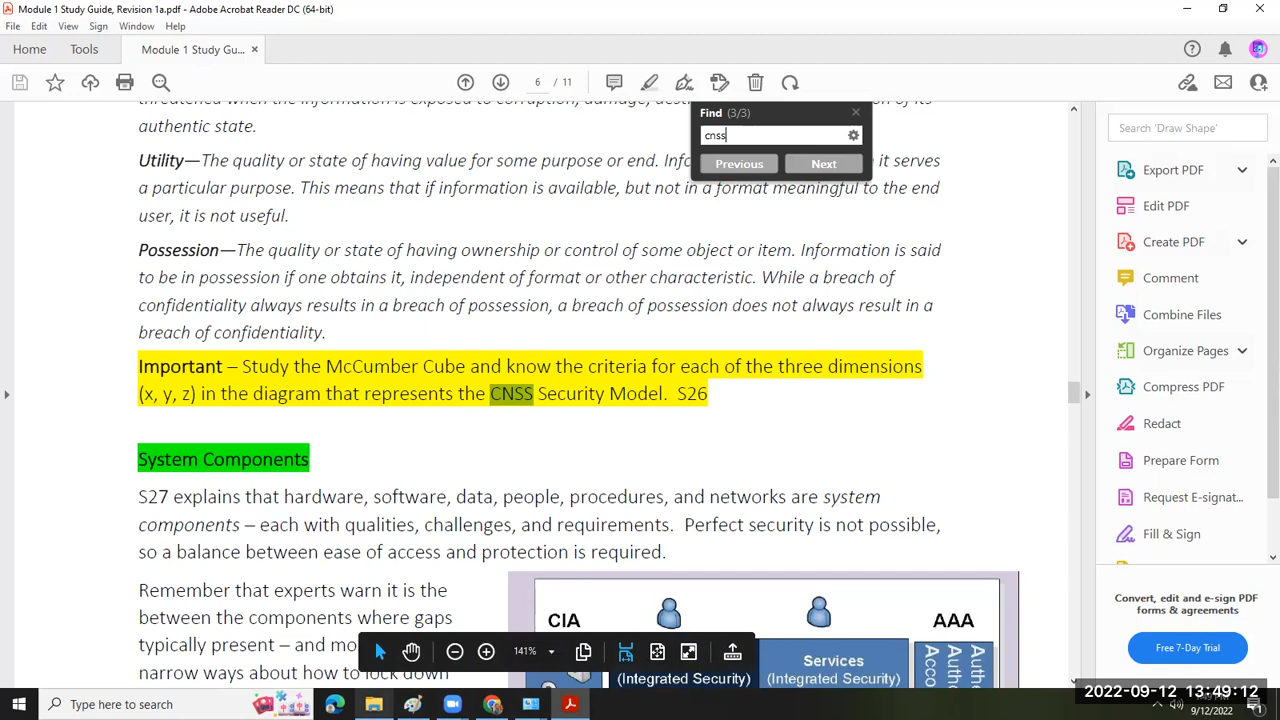 Module 1 Study Guide, Revision 1a.pdf - Adobe Acrobat Reader DC (64-bit)
File Edit View Sign Window Help
Home Tools Module 1 Study Gu... ×
6 / 11
Find (3/3)
cnss
Previous Next
authentic state.
Utility—The quality or state of having value for some purpose or end. it serves
a particular purpose. This means that if information is available, but not in a format meaningful to the end
user, it is not useful.
Possession—The quality or state of having ownership or control of some object or item. Information is said
to be in possession if one obtains it, independent of format or other characteristic. While a breach of
confidentiality always results in a breach of possession, a breach of possession does not always result in a
breach of confidentiality.
Important – Study the McCumber Cube and know the criteria for each of the three dimensions
(x, y, z) in the diagram that represents the CNSS Security Model. S26
System Components
S27 explains that hardware, software, data, people, procedures, and networks are system
components – each with qualities, challenges, and requirements. Perfect security is not possible,
so a balance between ease of access and protection is required.
Remember that experts warn it is the
between the components where gaps
typically present – and
narrow ways about how to lock down
CIA
AAA
Services
(Integrated Security)
(Integrated Security)
141%
Search 'Draw Shape'
Export PDF
Edit PDF
Create PDF
Comment
Combine Files
Organize Pages
Compress PDF
Redact
Prepare Form
Request E-signat...
Fill & Sign
Convert, edit and e-sign PDF
forms & agreements
Free 7-Day Trial
Type here to search
2022-09-12 13:49:12
9/12/2022